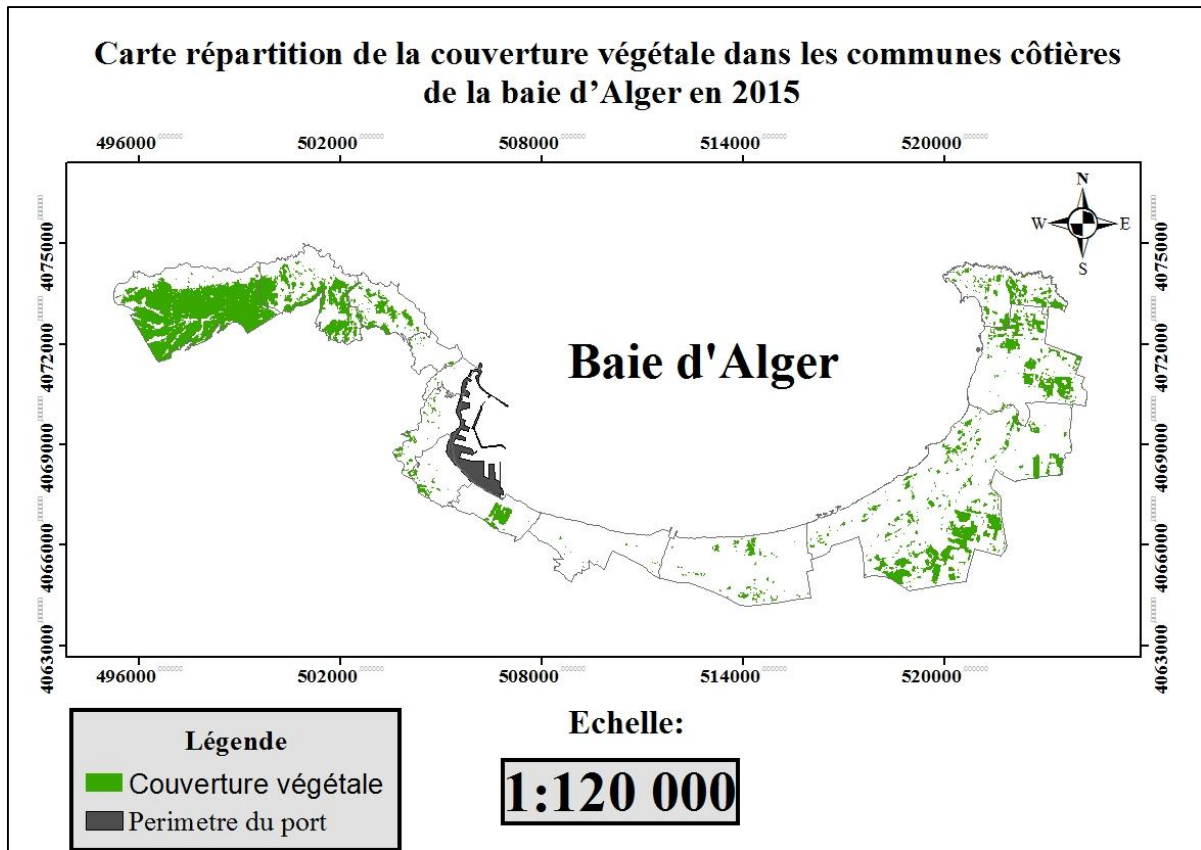 Carte répartition de la couverture végétale dans les communes côtières
de la baie d'Alger en 2015
496000 502000 508000 514000 520000
N
W E
S
4075000 4075000
4072000 4072000
Baie d'Alger
4069000 4069000
4066000 4066000
4063000 4063000
496000 502000 508000 514000 520000
Echelle:
1:120 000
Légende
Couverture végétale
Perimetre du port